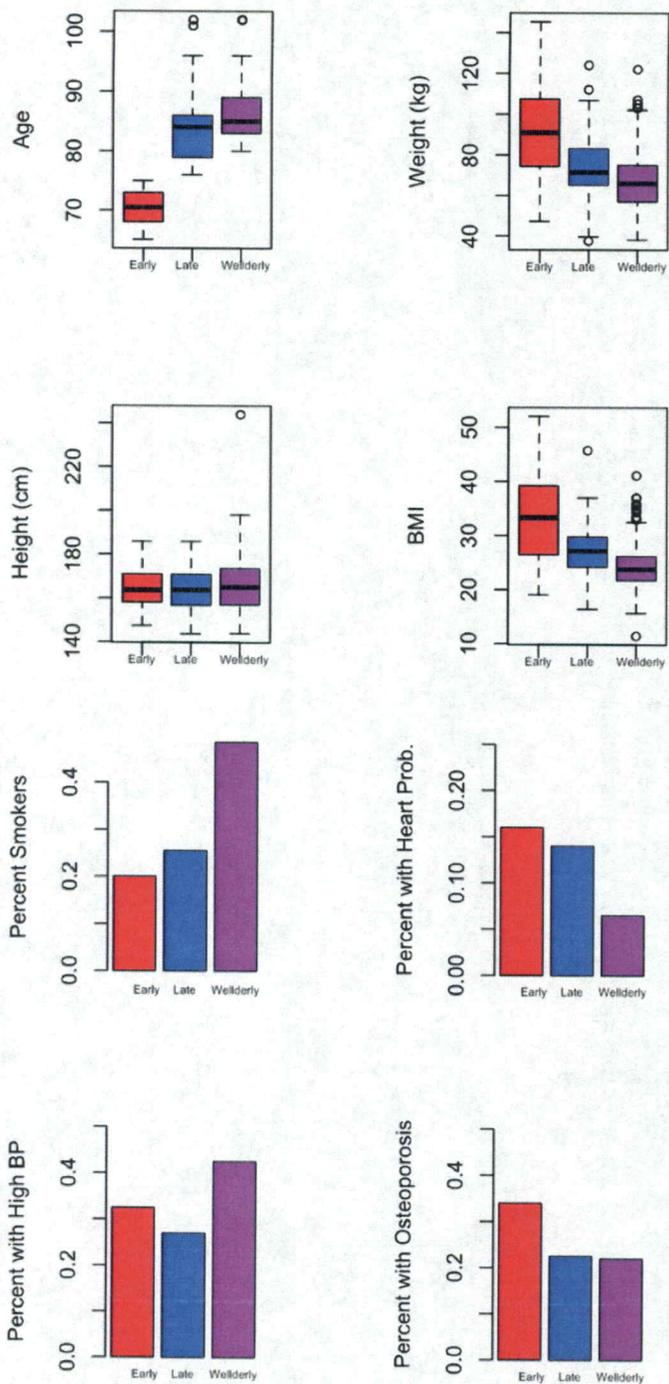 Percent with High BP
0.0 0.2 0.4
Early
Late
Wellderly
Percent Smokers
0.0 0.2 0.4
Early
Late
Wellderly
Height (cm)
140 180 220
Early
Late
Wellderly
Age
70 80 90 100
Early
Late
Wellderly
Percent with Osteoporosis
0.0 0.2 0.4
Early
Late
Wellderly
Percent with Heart Prob.
0.00 0.10 0.20
Early
Late
Wellderly
BMI
10 20 30 40 50
Early
Late
Wellderly
Weight (kg)
40 80 120
Early
Late
Wellderly